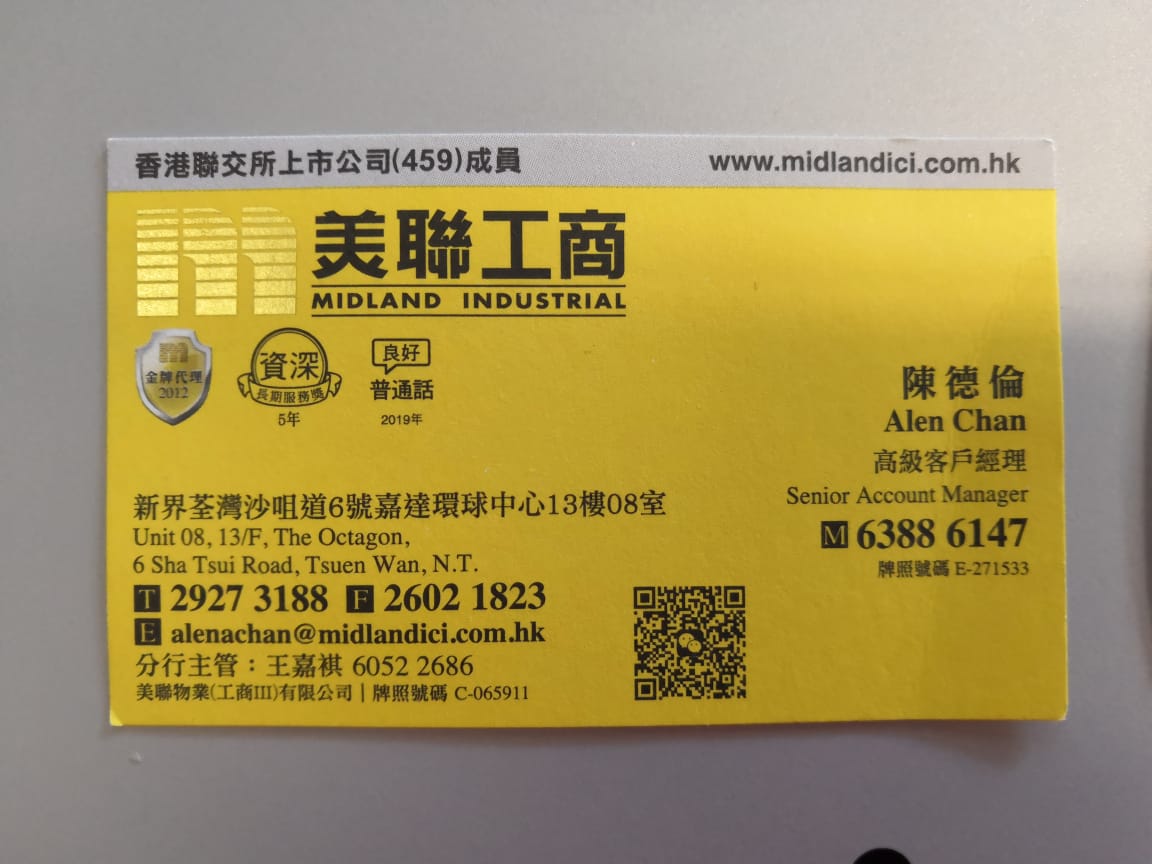 香港聯交所上市公司(459)成員
www.midlandici.com.hk
美聯工商
MIDLAND INDUSTRIAL
金牌代理
2012
資深
長期服務獎
5年
良好
普通話
2019年
陳德倫
Alen Chan
高級客戶經理
Senior Account Manager
M 6388 6147
牌照號碼 E-271533
新界荃灣沙咀道6號嘉達環球中心13樓08室
Unit 08, 13/F, The Octagon,
6 Sha Tsui Road, Tsuen Wan, N.T.
T 2927 3188 F 2602 1823
E alenachan@midlandici.com.hk
分行主管：王嘉祺 6052 2686
美聯物業(工商III)有限公司｜牌照號碼 C-065911